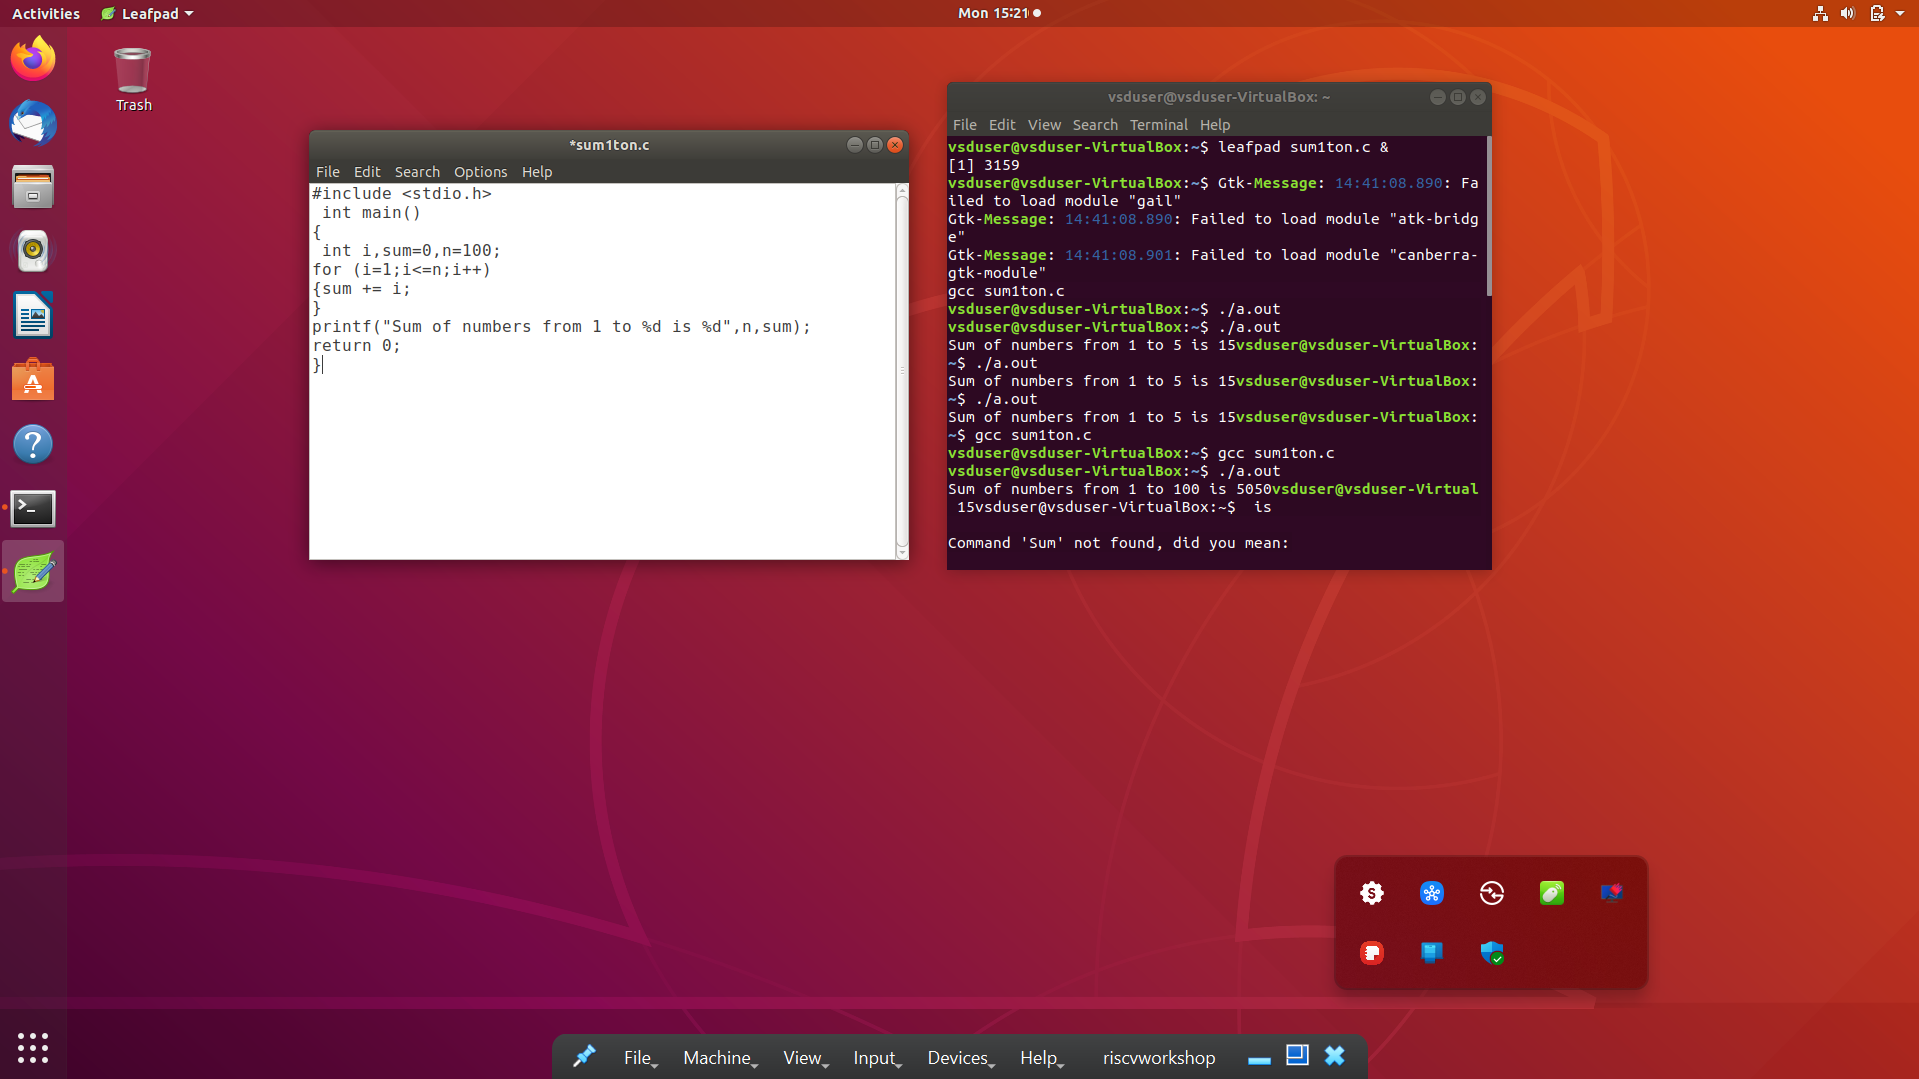 Activities
Leafpad
Mon 15:21
Trash
*sum1ton.c
File Edit Search Options Help
#include <stdio.h>
 int main()
{
 int i,sum=0,n=100;
for (i=1;i<=n;i++)
{sum += i;
}
printf("Sum of numbers from 1 to %d is %d",n,sum);
return 0;
}
vsduser@vsduser-VirtualBox: ~
File Edit View Search Terminal Help
vsduser@vsduser-VirtualBox:~$ leafpad sum1ton.c &
[1] 3159
vsduser@vsduser-VirtualBox:~$ Gtk-Message: 14:41:08.890: Fa
iled to load module "gail"
Gtk-Message: 14:41:08.890: Failed to load module "atk-bridg
e"
Gtk-Message: 14:41:08.901: Failed to load module "canberra-
gtk-module"
gcc sum1ton.c
vsduser@vsduser-VirtualBox:~$ ./a.out
vsduser@vsduser-VirtualBox:~$ ./a.out
Sum of numbers from 1 to 5 is 15vsduser@vsduser-VirtualBox:
~$ ./a.out
Sum of numbers from 1 to 5 is 15vsduser@vsduser-VirtualBox:
~$ ./a.out
Sum of numbers from 1 to 5 is 15vsduser@vsduser-VirtualBox:
~$ gcc sum1ton.c
vsduser@vsduser-VirtualBox:~$ gcc sum1ton.c
vsduser@vsduser-VirtualBox:~$ ./a.out
Sum of numbers from 1 to 100 is 5050vsduser@vsduser-Virtual
 15vsduser@vsduser-VirtualBox:~$  is
Command 'Sum' not found, did you mean:
File Machine View Input Devices Help riscvworkshop